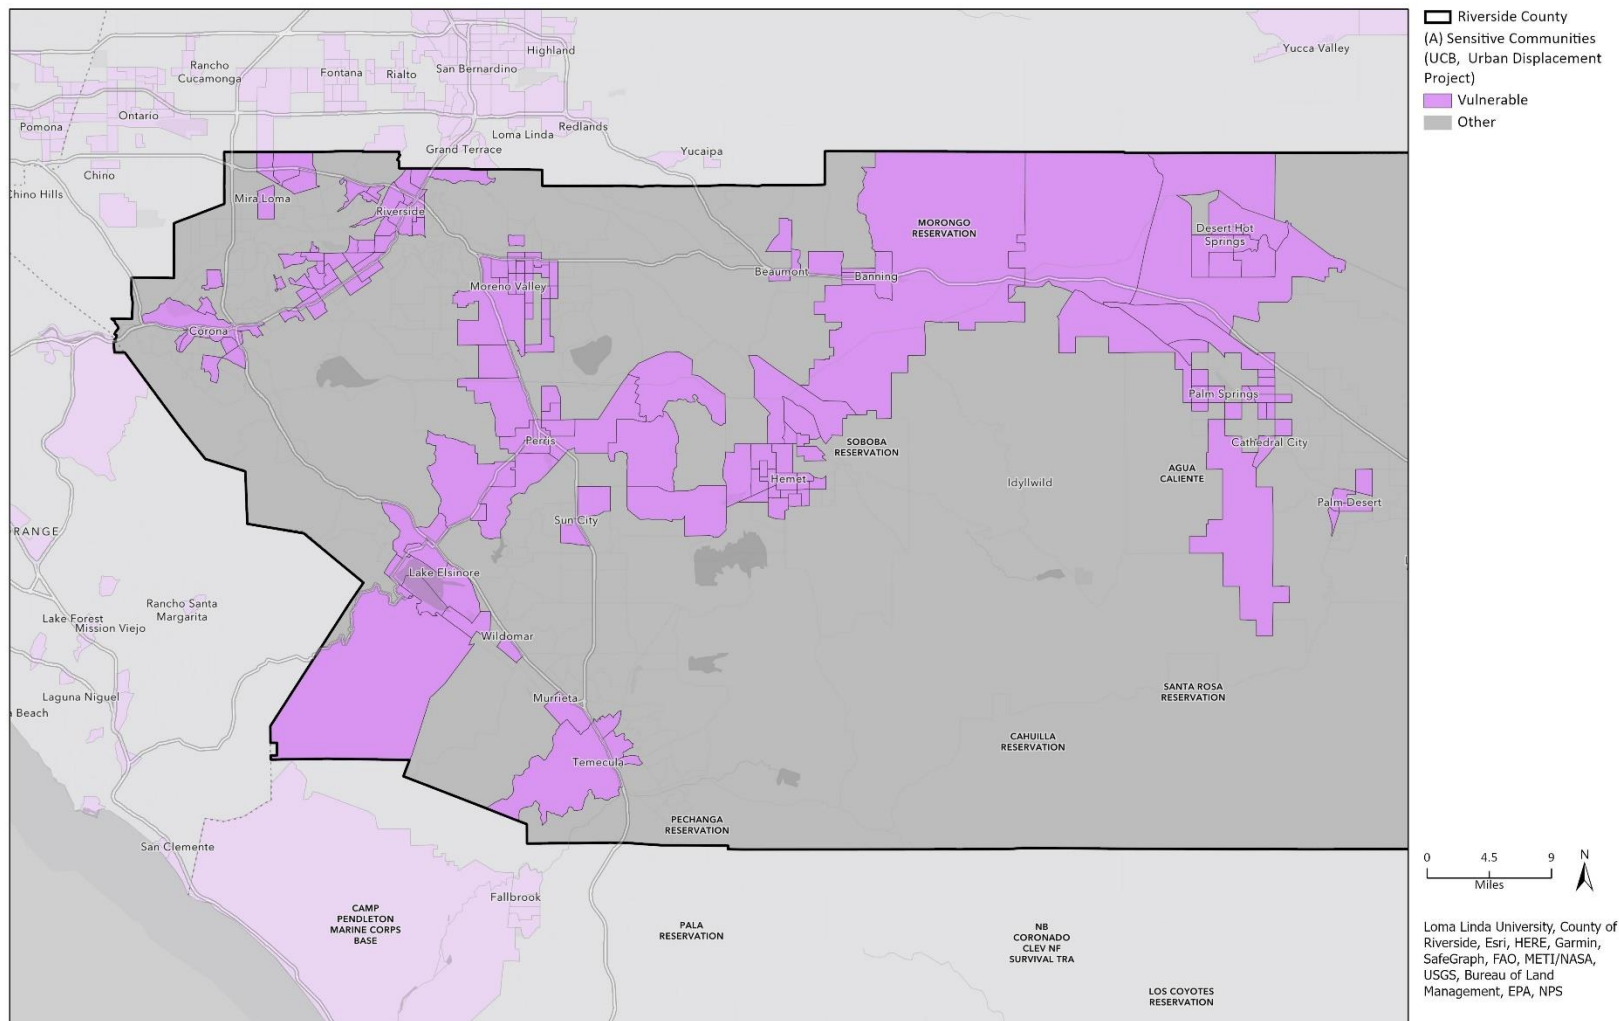 Riverside County
(A) Sensitive Communities
(UCB, Urban Displacement
Project)
Vulnerable
Other
Highland
Yucca Valley
Rancho
Cucamonga
Fontana
Rialto
San Bernardino
Ontario
Pomona
Loma Linda
Redlands
Grand Terrace
Yucaipa
Chino
Chino Hills
Mira Loma
Riverside
MORONGO
RESERVATION
Desert Hot
Springs
Beaumont
Banning
Moreno Valley
Corona
Palm Springs
Perris
SOBOBA
RESERVATION
Cathedral City
AGUA
CALIENTE
Hemet
Idyllwild
Palm Desert
Sun City
RANGE
Lake Elsinore
Rancho Santa
Margarita
Lake Forest
Mission Viejo
Wildomar
Laguna Niguel
Beach
Murrieta
SANTA ROSA
RESERVATION
CAHUILLA
RESERVATION
Temecula
PECHANGA
RESERVATION
San Clemente
Fallbrook
CAMP
PENDLETON
MARINE CORPS
BASE
PALA
RESERVATION
NB
CORONADO
CLEV NF
SURVIVAL TRA
LOS COYOTES
RESERVATION
0 4.5 9
Miles
N
Loma Linda University, County of
Riverside, Esri, HERE, Garmin,
SafeGraph, FAO, METI/NASA,
USGS, Bureau of Land
Management, EPA, NPS